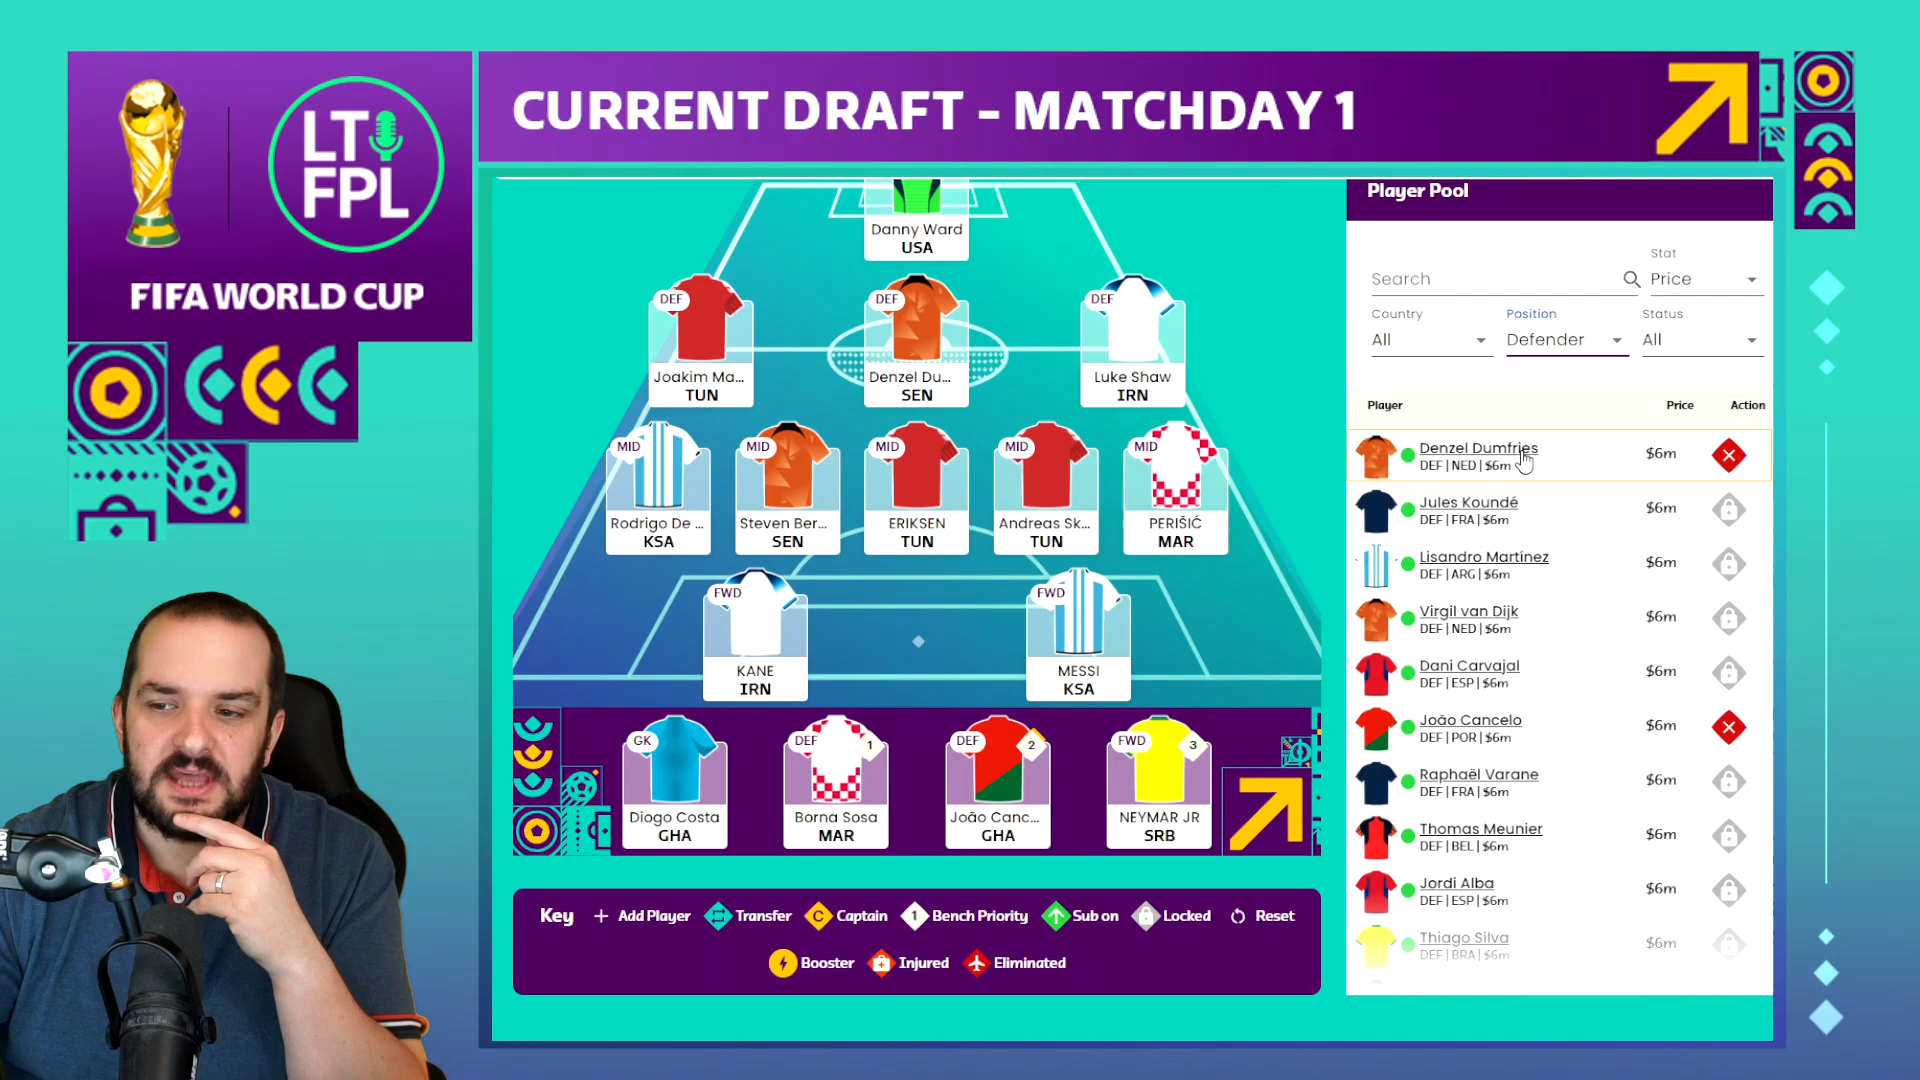 LT
FPL
FIFA WORLD CUP
CURRENT DRAFT - MATCHDAY 1
Danny Ward
USA
DEF
Joakim Ma...
TUN
DEF
Denzel Du...
SEN
DEF
Luke Shaw
IRN
MID
Rodrigo De ...
KSA
MID
Steven Ber...
SEN
MID
ERIKSEN
TUN
MID
Andreas Sk...
TUN
MID
PERIŠIĆ
MAR
FWD
KANE
IRN
FWD
MESSI
KSA
GK
Diogo Costa
GHA
DEF
1
Borna Sosa
MAR
DEF
2
João Canc...
GHA
FWD
3
NEYMAR JR
SRB
Key
Add Player
Transfer
C Captain
1 Bench Priority
Sub on
Locked
Reset
Booster
Injured
Eliminated
Player Pool
Search
Stat
Price
Country
All
Position
Defender
Status
All
Player Price Action
Denzel Dumfries
DEF | NED | $6m
$6m
Jules Koundé
DEF | FRA | $6m
$6m
Lisandro Martínez
DEF | ARG | $6m
$6m
Virgil van Dijk
DEF | NED | $6m
$6m
Dani Carvajal
DEF | ESP | $6m
$6m
João Cancelo
DEF | POR | $6m
$6m
Raphaël Varane
DEF | FRA | $6m
$6m
Thomas Meunier
DEF | BEL | $6m
$6m
Jordi Alba
DEF | ESP | $6m
$6m
Thiago Silva
DEF | BRA | $6m
$6m